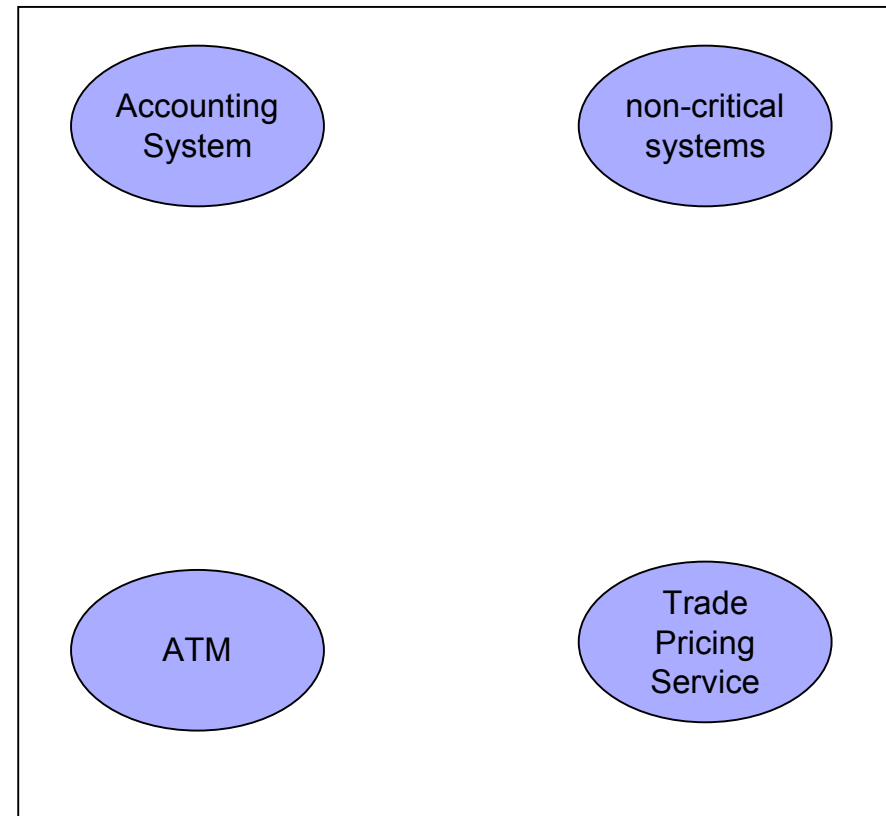 Accounting
System
non-critical
systems
ATM
Trade
Pricing
Service